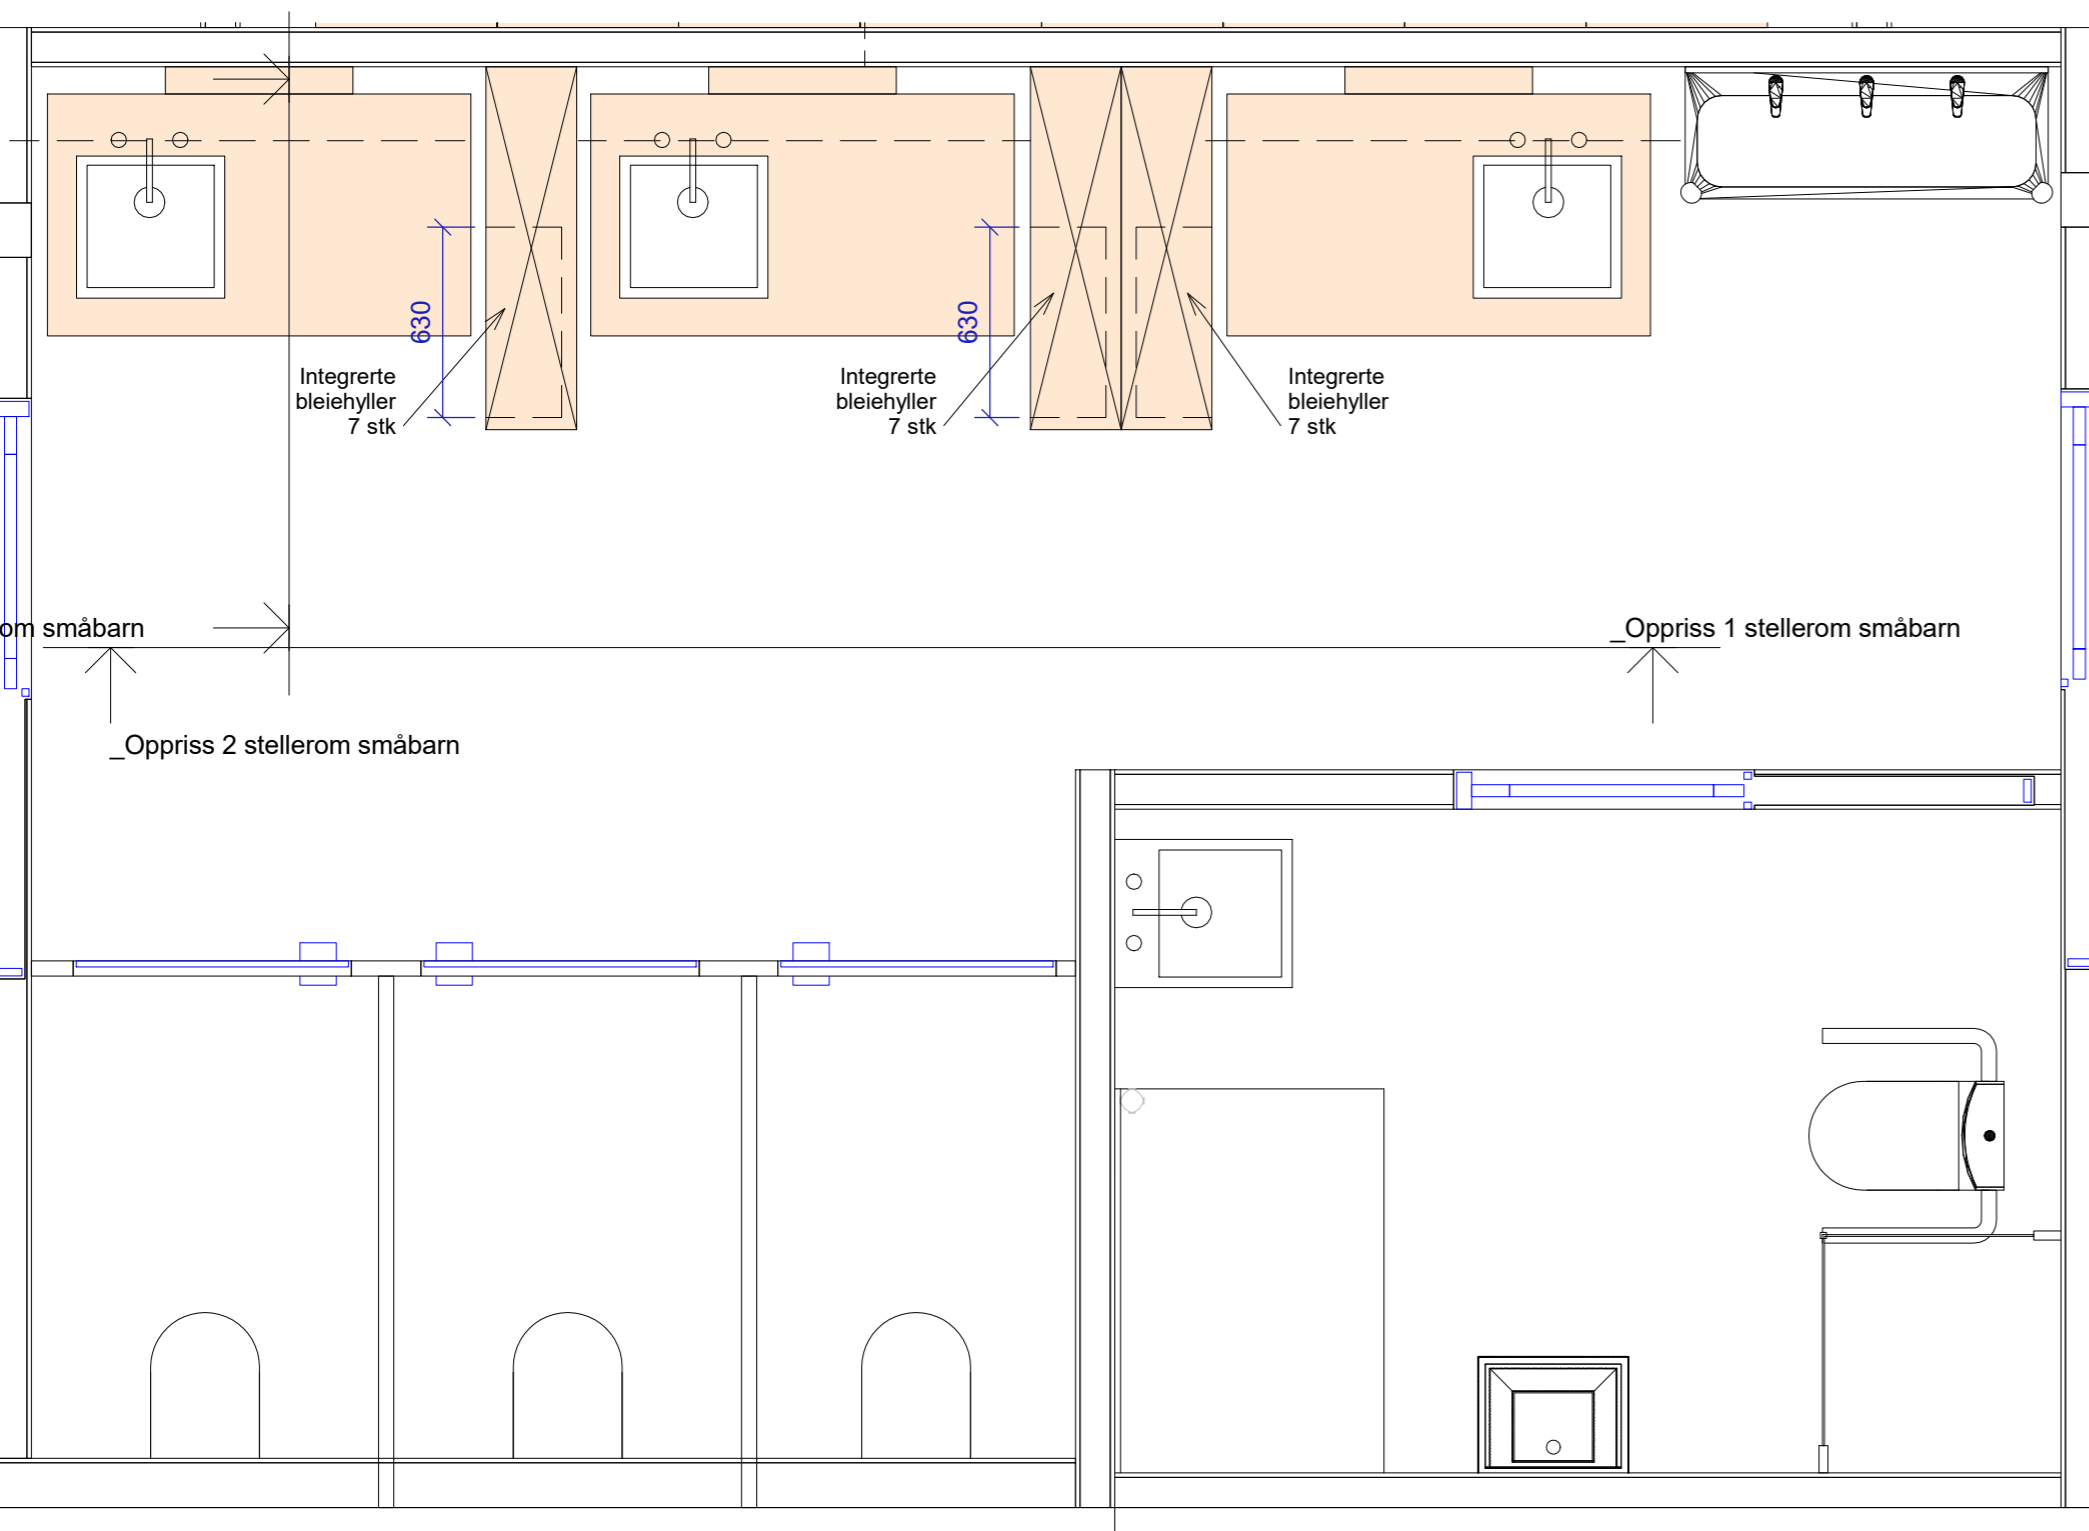 630
630
Integrerte
bleiehyller
7 stk
Integrerte
bleiehyller
7 stk
Integrerte
bleiehyller
7 stk
om småbarn
_Oppriss 1 stellerom småbarn
_Oppriss 2 stellerom småbarn